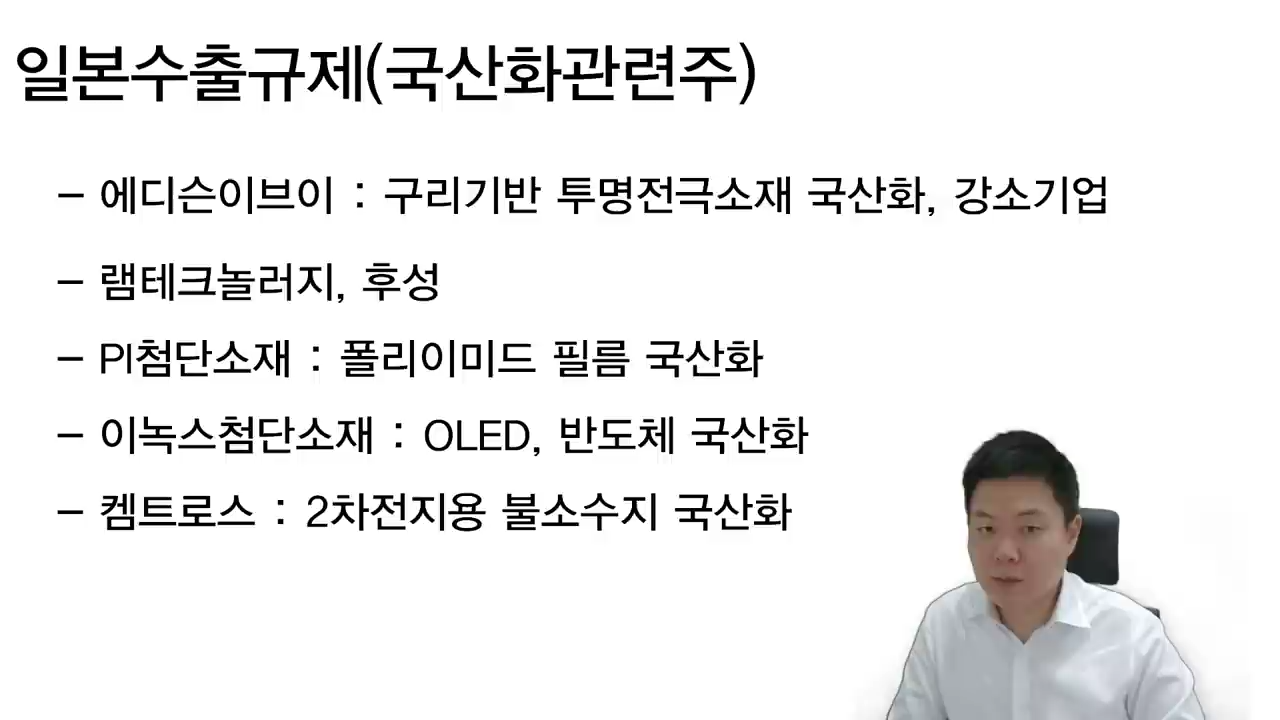 일본수출규제(국산화관련주)
– 에디슨이브이 : 구리기반 투명전극소재 국산화, 강소기업
– 램테크놀러지, 후성
– PI첨단소재 : 폴리이미드 필름 국산화
– 이녹스첨단소재 : OLED, 반도체 국산화
– 켐트로스 : 2차전지용 불소수지 국산화